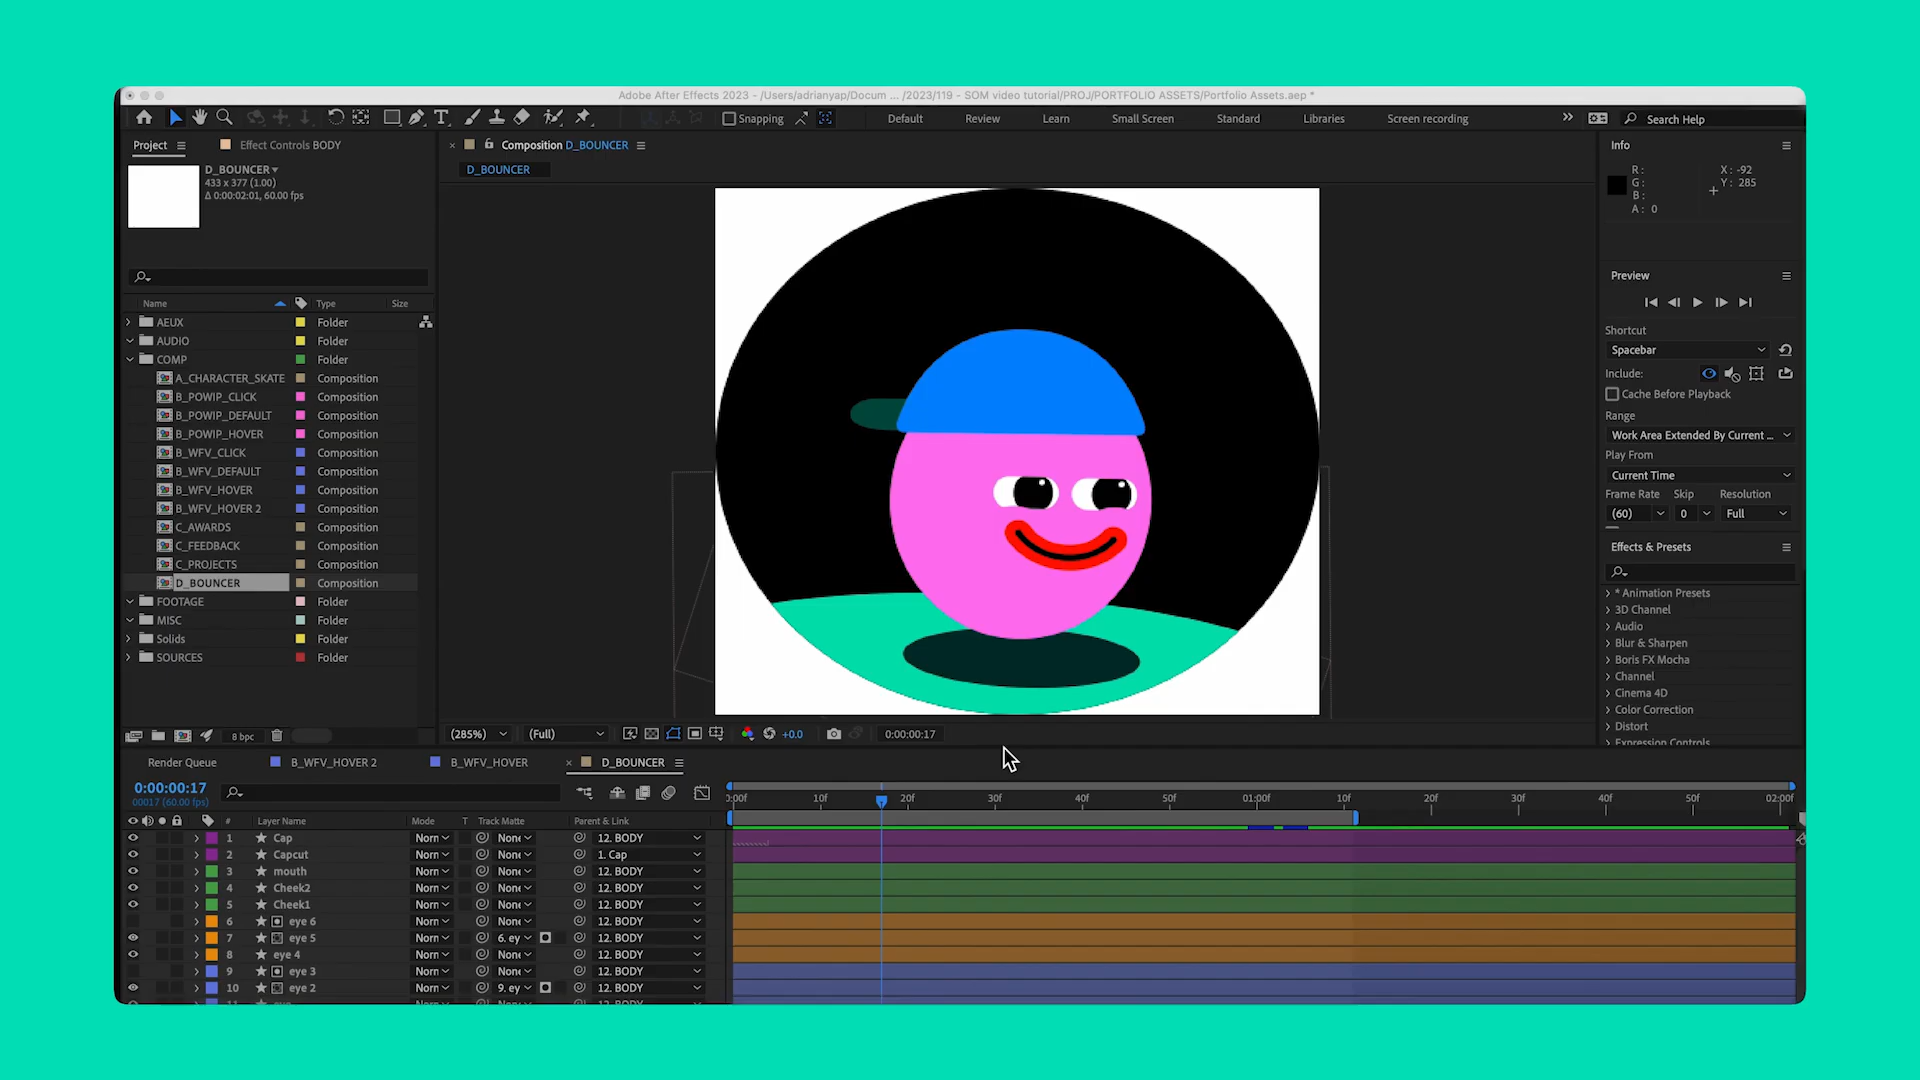 Adobe After Effects 2023 - /Users/adrianyap/Docum ... /2023/119 - SOM video tutorial/PROJ/PORTFOLIO ASSETS/Portfolio Assets.aep *
Snapping
Default
Review
Learn
Small Screen
Standard
Libraries
Screen recording
Search Help
Project
Effect Controls BODY
Composition D_BOUNCER
Info
D_BOUNCER
D_BOUNCER
433 x 377 (1.00)
Δ 0:00:02:01, 60.00 fps
R :
G :
B :
A : 0
X : -92
Y : 285
Preview
Name Type Size
AEUX Folder
AUDIO Folder
COMP Folder
A_CHARACTER_SKATE Composition
B_POWIP_CLICK Composition
B_POWIP_DEFAULT Composition
B_POWIP_HOVER Composition
B_WFV_CLICK Composition
B_WFV_DEFAULT Composition
B_WFV_HOVER Composition
B_WFV_HOVER 2 Composition
C_AWARDS Composition
C_FEEDBACK Composition
C_PROJECTS Composition
D_BOUNCER Composition
FOOTAGE Folder
MISC Folder
Solids Folder
SOURCES Folder
Shortcut
Spacebar
Include:
Cache Before Playback
Range
Work Area Extended By Current ...
Play From
Current Time
Frame Rate Skip Resolution
(60) 0 Full
Effects & Presets
* Animation Presets
3D Channel
Audio
Blur & Sharpen
Boris FX Mocha
Channel
Cinema 4D
Color Correction
Distort
Expression Controls
8 bpc
(285%)
(Full)
+0.0
0:00:00:17
Render Queue
B_WFV_HOVER 2
B_WFV_HOVER
D_BOUNCER
0:00:00:17
00017 (60.00 fps)
0:00f 10f 20f 30f 40f 50f 01:00f 10f 20f 30f 40f 50f 02:00f
# Layer Name Mode T Track Matte Parent & Link
1 Cap Norn None 12. BODY
2 Capcut Norn None 1. Cap
3 mouth Norn None 12. BODY
4 Cheek2 Norn None 12. BODY
5 Cheek1 Norn None 12. BODY
6 eye 6 Norn None 12. BODY
7 eye 5 Norn 6. ey 12. BODY
8 eye 4 Norn None 12. BODY
9 eye 3 Norn None 12. BODY
10 eye 2 Norn 9. ey 12. BODY